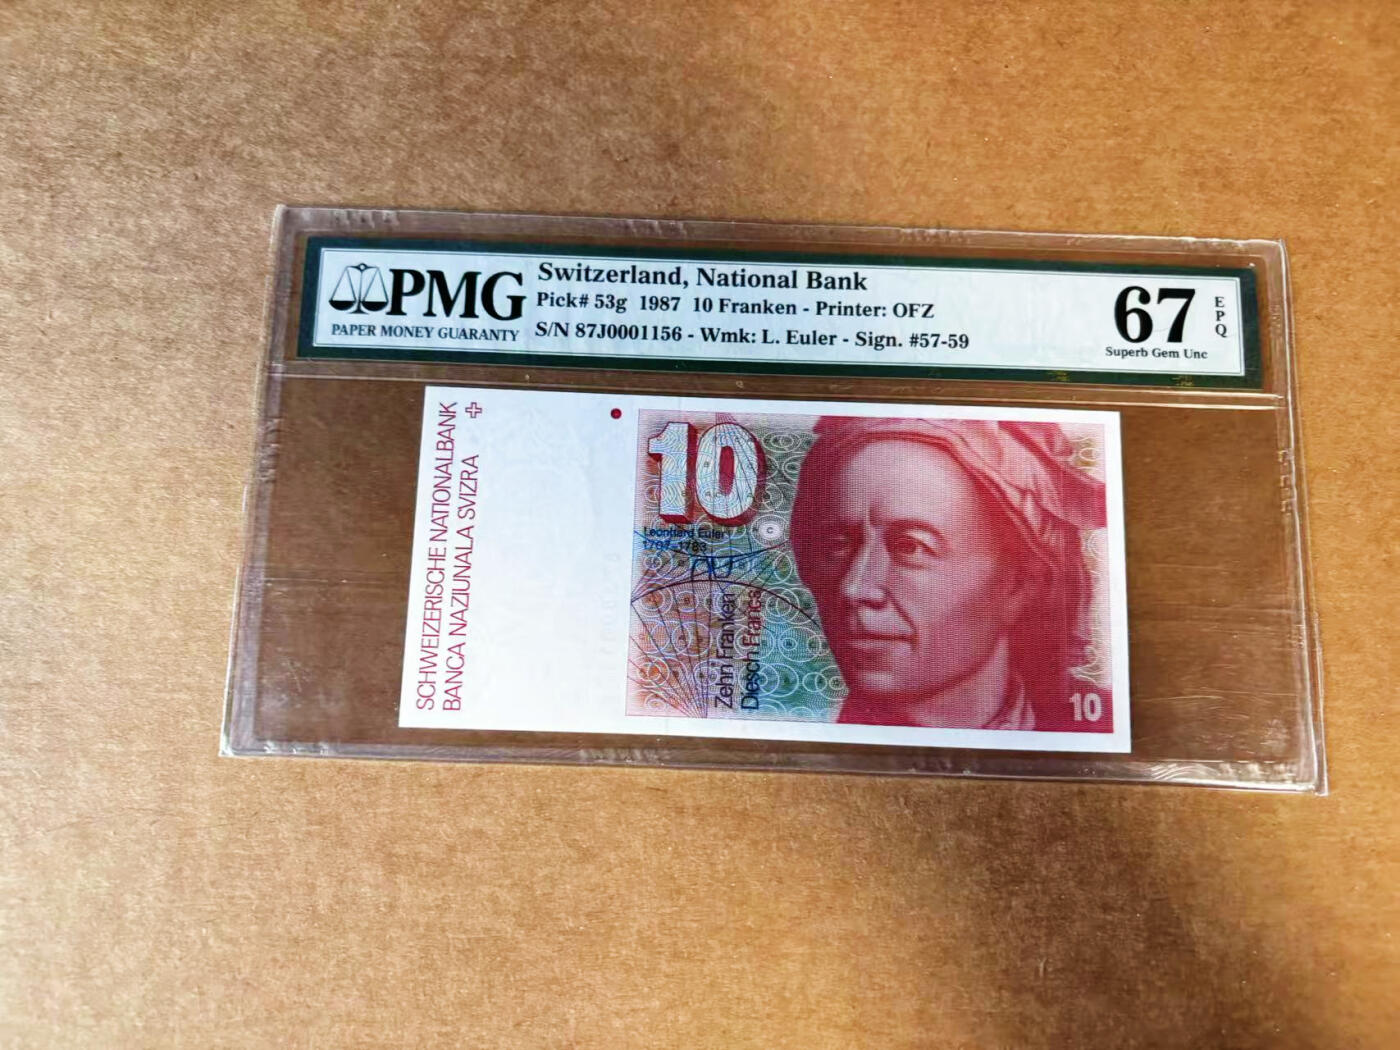 PMG
PAPER MONEY GUARANTY
Switzerland, National Bank
Pick# 53g 1987 10 Franken - Printer: OFZ
S/N 87J0001156 - Wmk: L. Euler - Sign. #57-59
67
EPQ
Superb Gem Unc
SCHWEIZERISCHE NATIONALBANK
BANCA NAZIUNALA SVIZRA
10
Leonhard Euler
1707–1783
C
Zehn Franken
Diesch Francs
10